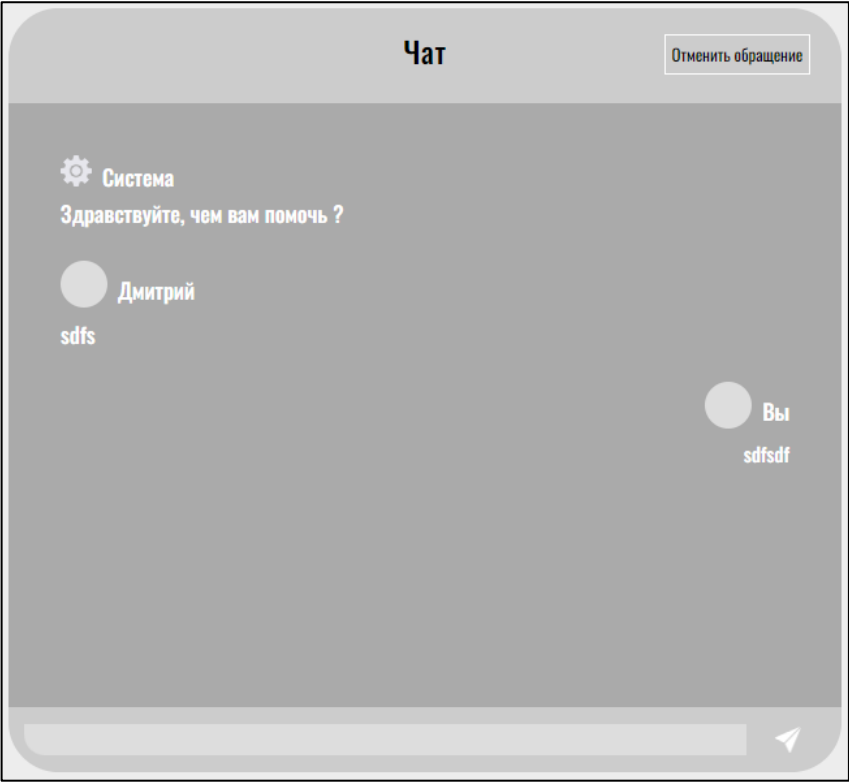 Чат
Отменить обращение
Система
Здравствуйте, чем вам помочь ?
Дмитрий
sdfs
Вы
sdfsdf